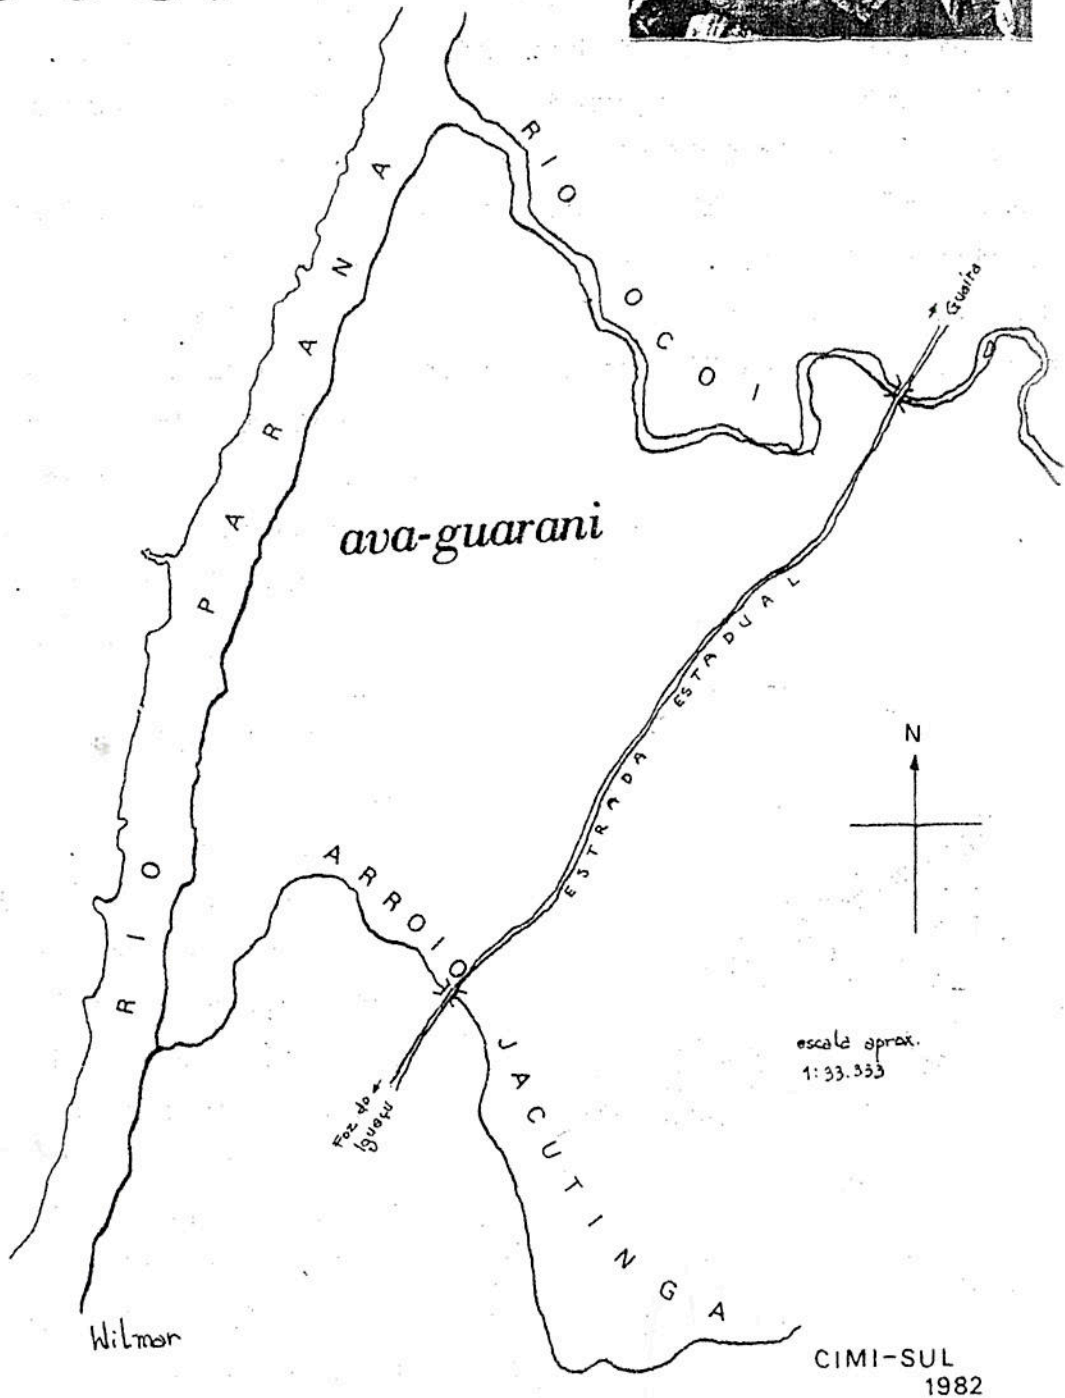 RIO OCOI
Guaíra
RIO PARANA
ava-guarani
ESTRADA ESTADUAL
N
ARROIO JACUTINGA
escala aprox.
1:33.333
Foz do
Iguaçu
Wilmar
CIMI-SUL
1982